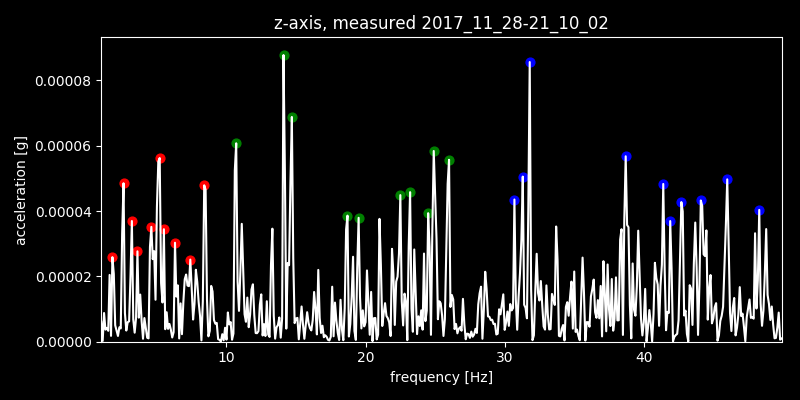 z-axis, measured 2017_11_28-21_10_02
0.00008
0.00006
0.00004
0.00002
0.00000
acceleration [g]
10 20 30 40
frequency [Hz]